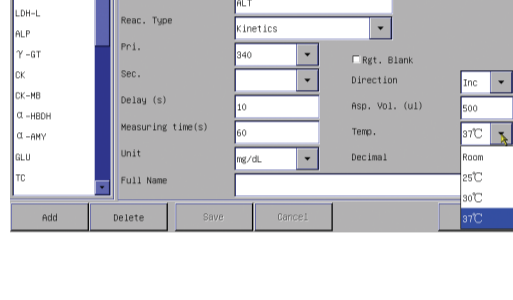 LDH-L
ALP
γ-GT
CK
CK-MB
α-HBDH
α-AMY
GLU
TC
ALT
Reac. Type
Kinetics
Pri.
340
Rgt. Blank
Sec.
Direction
Inc
Delay (s)
10
Asp. Vol. (ul)
500
Measuring time(s)
60
Temp.
37℃
Unit
mg/dL
Decimal
Room
25℃
30℃
37℃
Full Name
Add
Delete
Save
Cancel